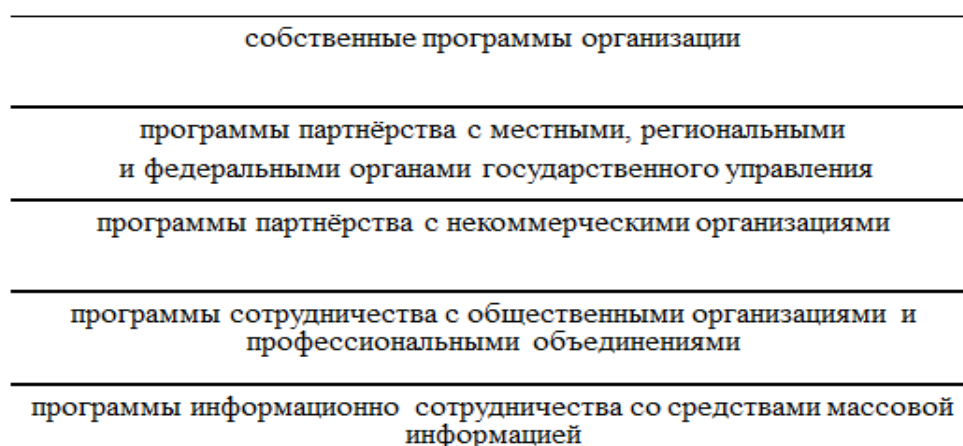 собственные программы организации
программы партнёрства с местными, региональными
и федеральными органами государственного управления
программы партнёрства с некоммерческими организациями
программы сотрудничества с общественными организациями и
профессиональными объединениями
программы информационно сотрудничества со средствами массовой
информацией